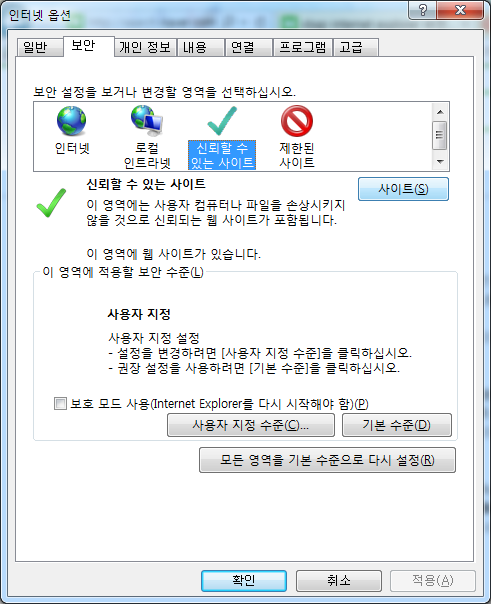 인터넷 옵션
일반 보안 개인 정보 내용 연결 프로그램 고급
보안 설정을 보거나 변경할 영역을 선택하십시오.
인터넷
로컬
인트라넷
신뢰할 수
있는 사이트
제한된
사이트
신뢰할 수 있는 사이트
사이트(S)
이 영역에는 사용자 컴퓨터나 파일을 손상시키지
않을 것으로 신뢰되는 웹 사이트가 포함됩니다.
이 영역에 웹 사이트가 있습니다.
이 영역에 적용할 보안 수준(L)
사용자 지정
사용자 지정 설정
- 설정을 변경하려면 [사용자 지정 수준]을 클릭하십시오.
- 권장 설정을 사용하려면 [기본 수준]을 클릭하십시오.
보호 모드 사용(Internet Explorer를 다시 시작해야 함)(P)
사용자 지정 수준(C)... 기본 수준(D)
모든 영역을 기본 수준으로 다시 설정(R)
확인 취소 적용(A)